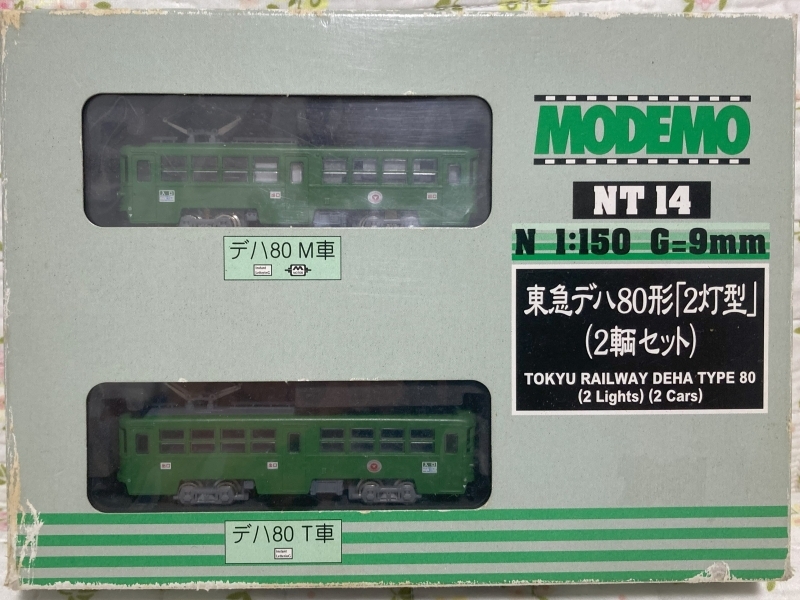 MODEMO
NT 14
N 1:150 G=9mm
東急デハ80形「2灯型」
(2輌セット)
TOKYU RAILWAY DEHA TYPE 80
(2 Lights) (2 Cars)
デハ80 M車
デハ80 T車